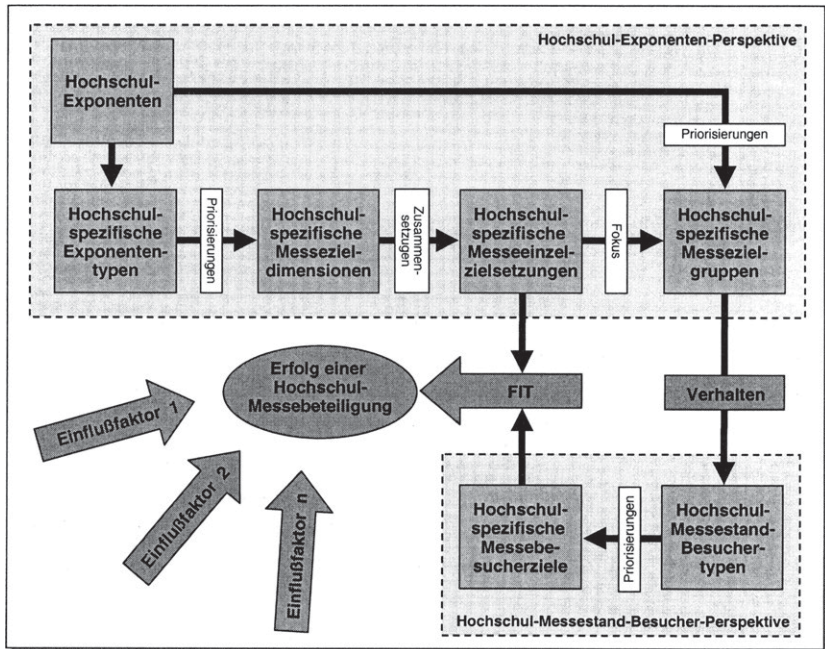 Hochschul-Exponenten-Perspektive
Hochschul-
Exponenten
Priorisierungen
Hochschul-
spezifische
Exponenten-
typen
Priorisierungen
Hochschul-
spezifische
Messeziel-
dimensionen
Zusammen-
setzugen
Hochschul-
spezifische
Messeeinzel-
zielsetzungen
Fokus
Hochschul-
spezifische
Messeziel-
gruppen
Erfolg einer
Hochschul-
Messebeteiligung
FIT
Verhalten
Einflußfaktor 1
Einflußfaktor 2
Einflußfaktor n
Hochschul-
spezifische
Messebe-
sucherziele
Priorisierungen
Hochschul-
Messestand-
Besucher-
typen
Hochschul-Messestand-Besucher-Perspektive